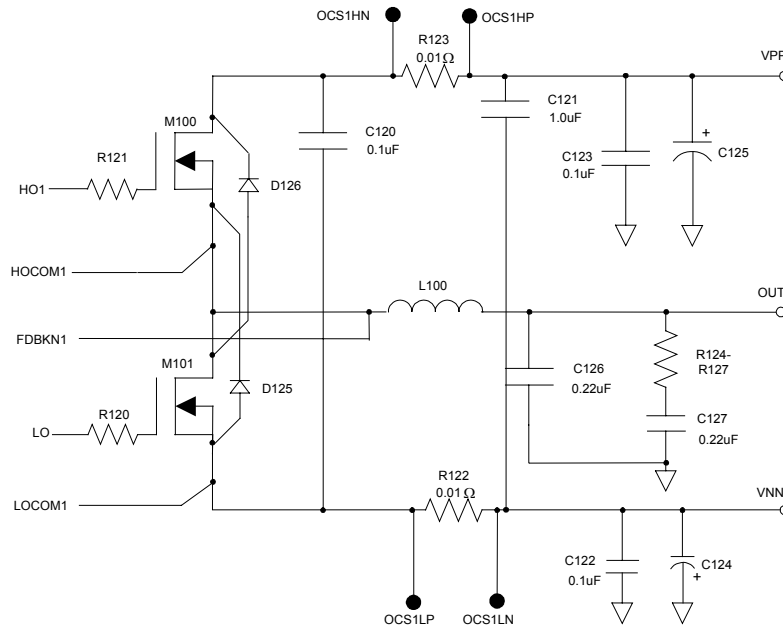 OCS1HN
OCS1HP
R123
0.01Ω
VPP
M100
C121
1.0uF
C120
0.1uF
R121
C123
0.1uF
+
C125
HO1
D126
HOCOM1
L100
OUT
FDBKN1
M101
R124-
R127
C126
0.22uF
D125
R120
C127
0.22uF
LO
R122
0.01Ω
LOCOM1
VNN
C122
0.1uF
C124
+
OCS1LP
OCS1LN